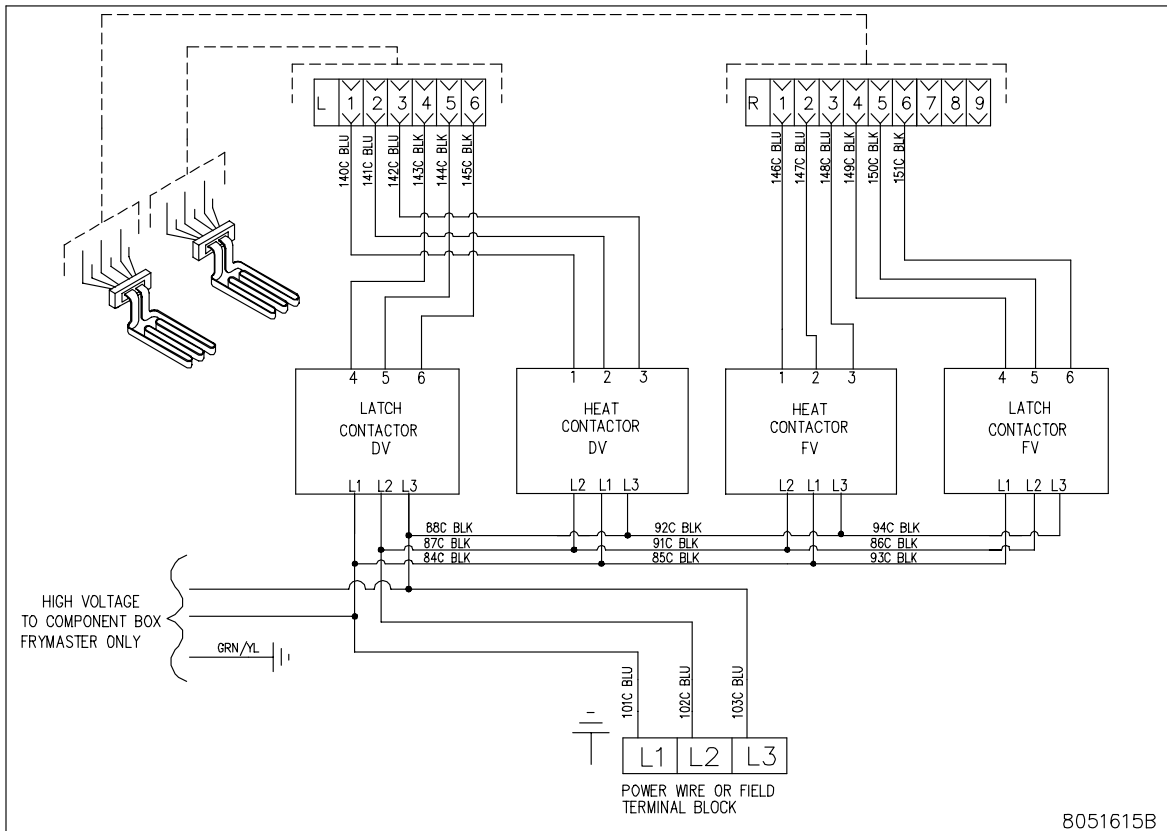 L 1 2 3 4 5 6
R 1 2 3 4 5 6 7 8 9
140C BLU
141C BLU
142C BLU
143C BLK
144C BLK
145C BLK
146C BLU
147C BLU
148C BLU
149C BLK
150C BLK
151C BLK
4 5 6
LATCH
CONTACTOR
DV
L1 L2 L3
1 2 3
HEAT
CONTACTOR
DV
L2 L1 L3
1 2 3
HEAT
CONTACTOR
FV
L2 L1 L3
4 5 6
LATCH
CONTACTOR
FV
L1 L2 L3
88C BLK 92C BLK 94C BLK
87C BLK 91C BLK 86C BLK
84C BLK 85C BLK 93C BLK
HIGH VOLTAGE
TO COMPONENT BOX
FRYMASTER ONLY
GRN/YL
101C BLU
102C BLU
103C BLU
L1 L2 L3
POWER WIRE OR FIELD
TERMINAL BLOCK
8051615B